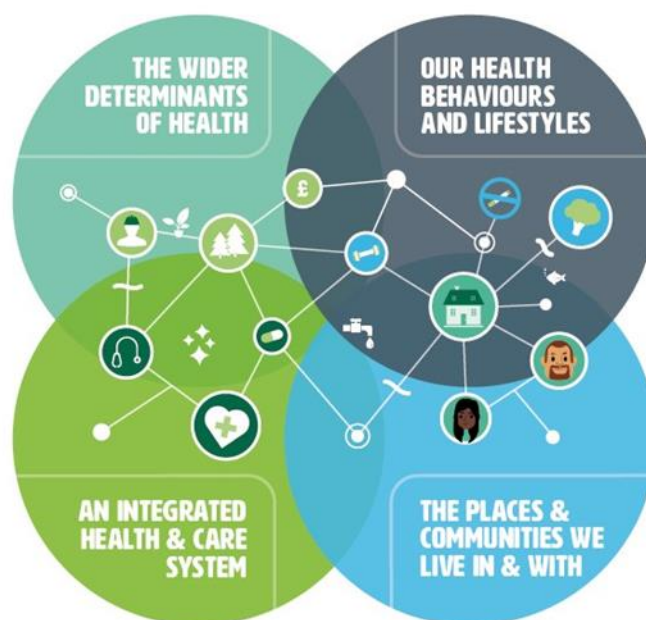 THE WIDER
DETERMINANTS
OF HEALTH
OUR HEALTH
BEHAVIOURS
AND LIFESTYLES
£
AN INTEGRATED
HEALTH & CARE
SYSTEM
THE PLACES &
COMMUNITIES WE
LIVE IN & WITH